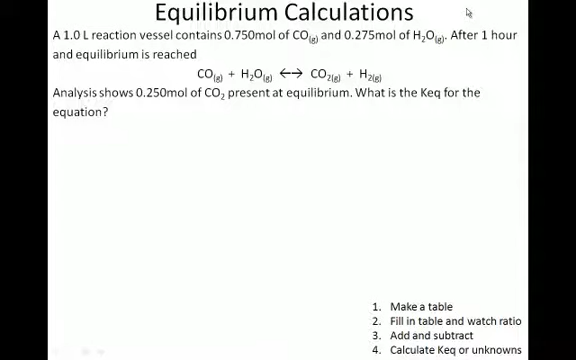 Equilibrium Calculations
A 1.0 L reaction vessel contains 0.750mol of CO(g) and 0.275mol of H2O(g). After 1 hour
and equilibrium is reached
CO(g) + H2O(g) ↔ CO2(g) + H2(g)
Analysis shows 0.250mol of CO2 present at equilibrium. What is the Keq for the
equation?
1. Make a table
2. Fill in table and watch ratio
3. Add and subtract
4. Calculate Keq or unknowns